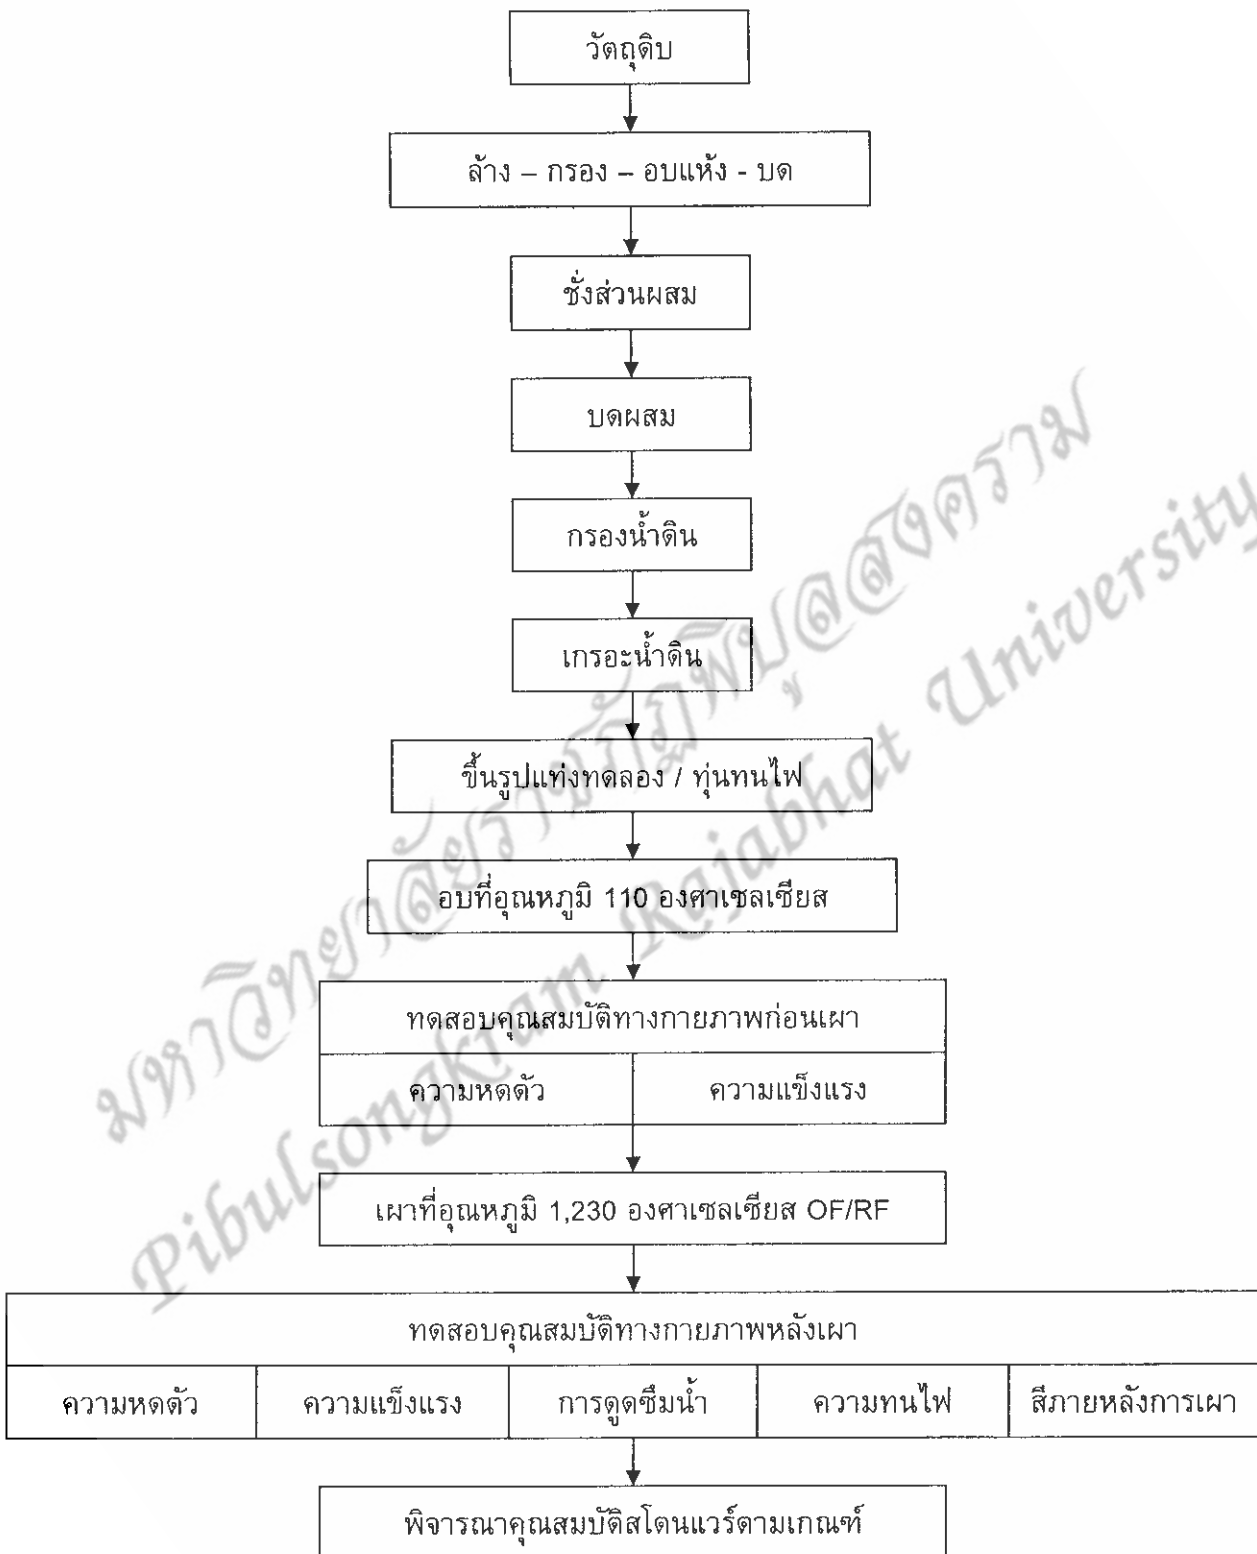 วัตถุดิบ
ล้าง – กรอง – อบแห้ง - บด
ชั่งส่วนผสม
บดผสม
กรองน้ำดิน
เกรอะน้ำดิน
ขึ้นรูปแท่งทดลอง / ทุ่นทนไฟ
อบที่อุณหภูมิ 110 องศาเซลเซียส
ทดสอบคุณสมบัติทางกายภาพก่อนเผา
ความหดตัว ความแข็งแรง
เผาที่อุณหภูมิ 1,230 องศาเซลเซียส OF/RF
ทดสอบคุณสมบัติทางกายภาพหลังเผา
ความหดตัว ความแข็งแรง การดูดซึมน้ำ ความทนไฟ สีภายหลังการเผา
พิจารณาคุณสมบัติสโตนแวร์ตามเกณฑ์
มหาวิทยาลัยราชภัฏพิบูลสงคราม
Pibulsongkram Rajabhat University